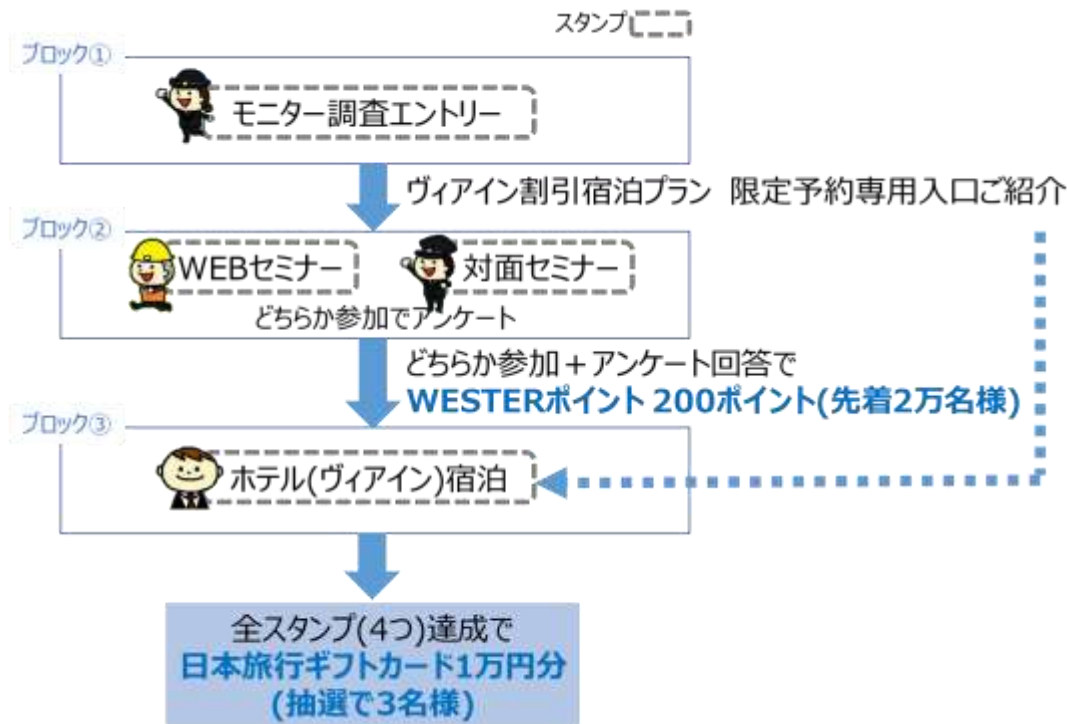 スタンプ
ブロック①
モニター調査エントリー
ヴィアイン割引宿泊プラン 限定予約専用入口ご紹介
ブロック②
WEBセミナー
対面セミナー
どちらか参加でアンケート
どちらか参加+アンケート回答で
WESTERポイント 200ポイント(先着2万名様)
ブロック③
ホテル(ヴィアイン)宿泊
全スタンプ(4つ)達成で
日本旅行ギフトカード1万円分
(抽選で3名様)